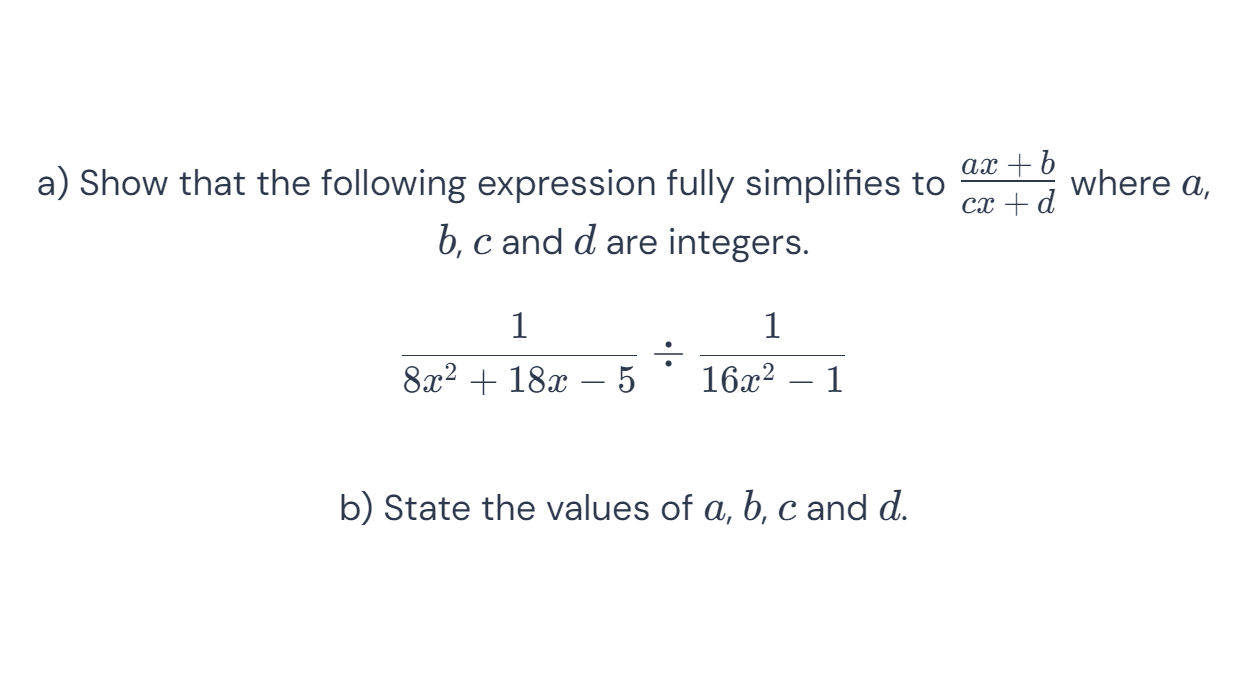 a) Show that the following expression fully simplifies to \frac{ax + b}{cx + d} where a,
b, c and d are integers.
\frac{1}{8x^2 + 18x - 5} ÷ \frac{1}{16x^2 - 1}
b) State the values of a, b, c and d.